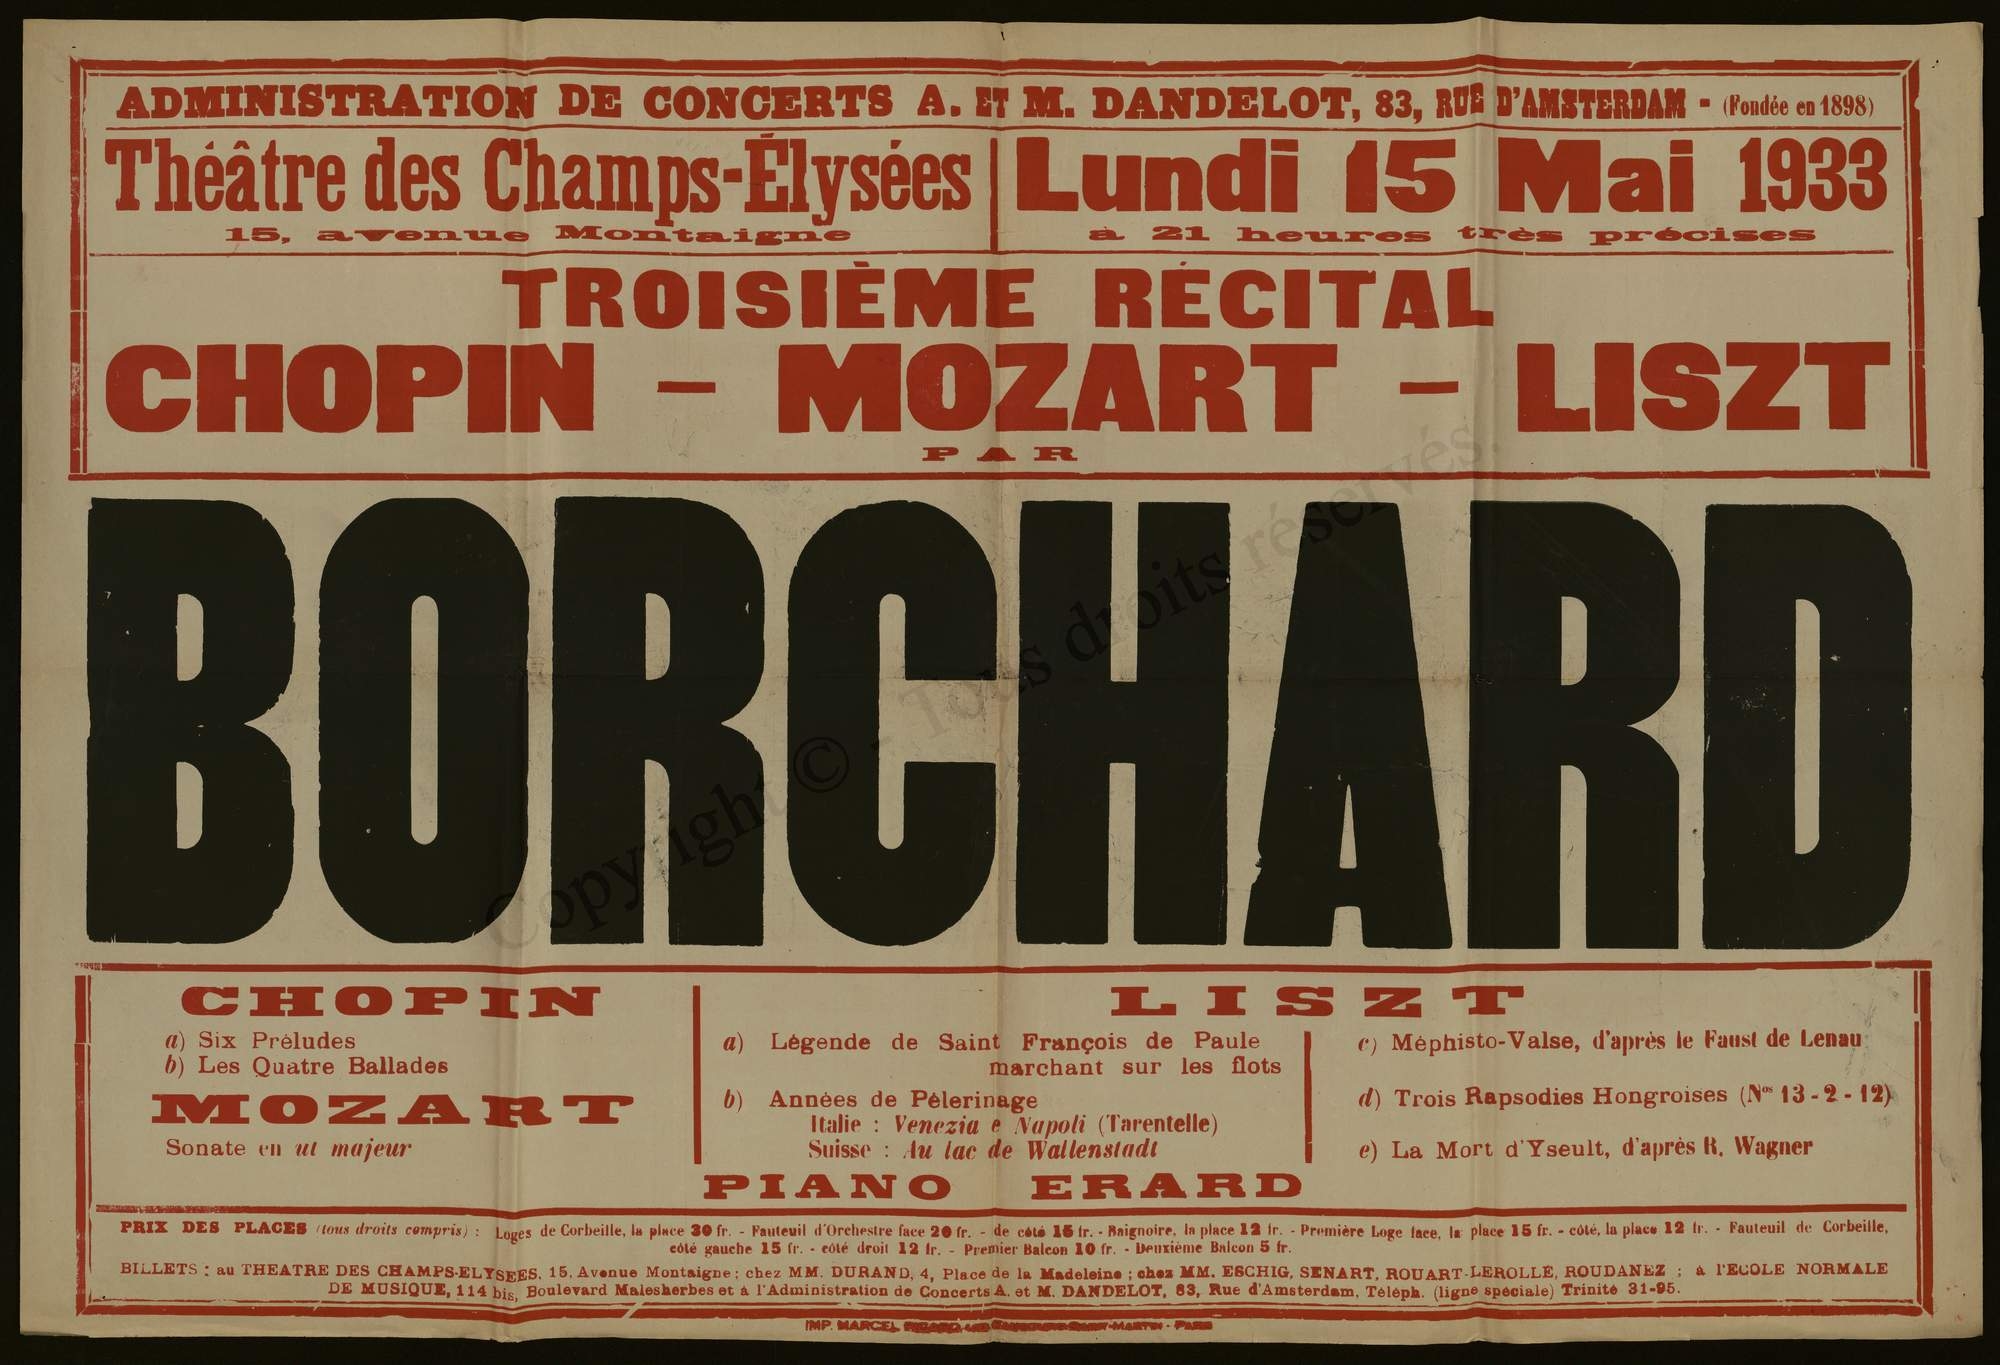 ADMINISTRATION DE CONCERTS A. ET M. DANDELOT, 83, RUE D'AMSTERDAM - (Fondée en 1898)
Théâtre des Champs-Élysées
15, avenue Montaigne
Lundi 15 Mai 1933
à 21 heures très précises
TROISIÈME RÉCITAL
CHOPIN - MOZART - LISZT
PAR
BORCHARD
Copyright © - Tous droits réservés.
CHOPIN
a) Six Préludes
b) Les Quatre Ballades
MOZART
Sonate en ut majeur
LISZT
a) Légende de Saint François de Paule
marchant sur les flots
b) Années de Pélerinage
Italie : Venezia e Napoli (Tarentelle)
Suisse : Au lac de Wallenstadt
c) Méphisto-Valse, d'après le Faust de Lenau
d) Trois Rapsodies Hongroises (Nos 13 - 2 - 12)
e) La Mort d'Yseult, d'après R. Wagner
PIANO ERARD
PRIX DES PLACES (tous droits compris) : Loges de Corbeille, la place 30 fr. - Fauteuil d'Orchestre face 20 fr. - de côté 15 fr. - Baignoire, la place 12 fr. - Première Loge face, la place 15 fr. - côté, la place 12 fr. - Fauteuil de Corbeille,
côté gauche 15 fr. - côté droit 12 fr. - Premier Balcon 10 fr. - Deuxième Balcon 5 fr.
BILLETS : au THEATRE DES CHAMPS-ELYSEES, 15, Avenue Montaigne ; chez MM. DURAND, 4, Place de la Madeleine ; chez MM. ESCHIG, SENART, ROUART-LEROLLE, ROUDANEZ ; à l'ECOLE NORMALE
DE MUSIQUE, 114 bis, Boulevard Malesherbes et à l'Administration de Concerts A. et M. DANDELOT, 83, Rue d'Amsterdam, Téléph. (ligne spéciale) Trinité 31-95.
IMP. MARCEL PICARD, SAINT-MARTIN - PARIS